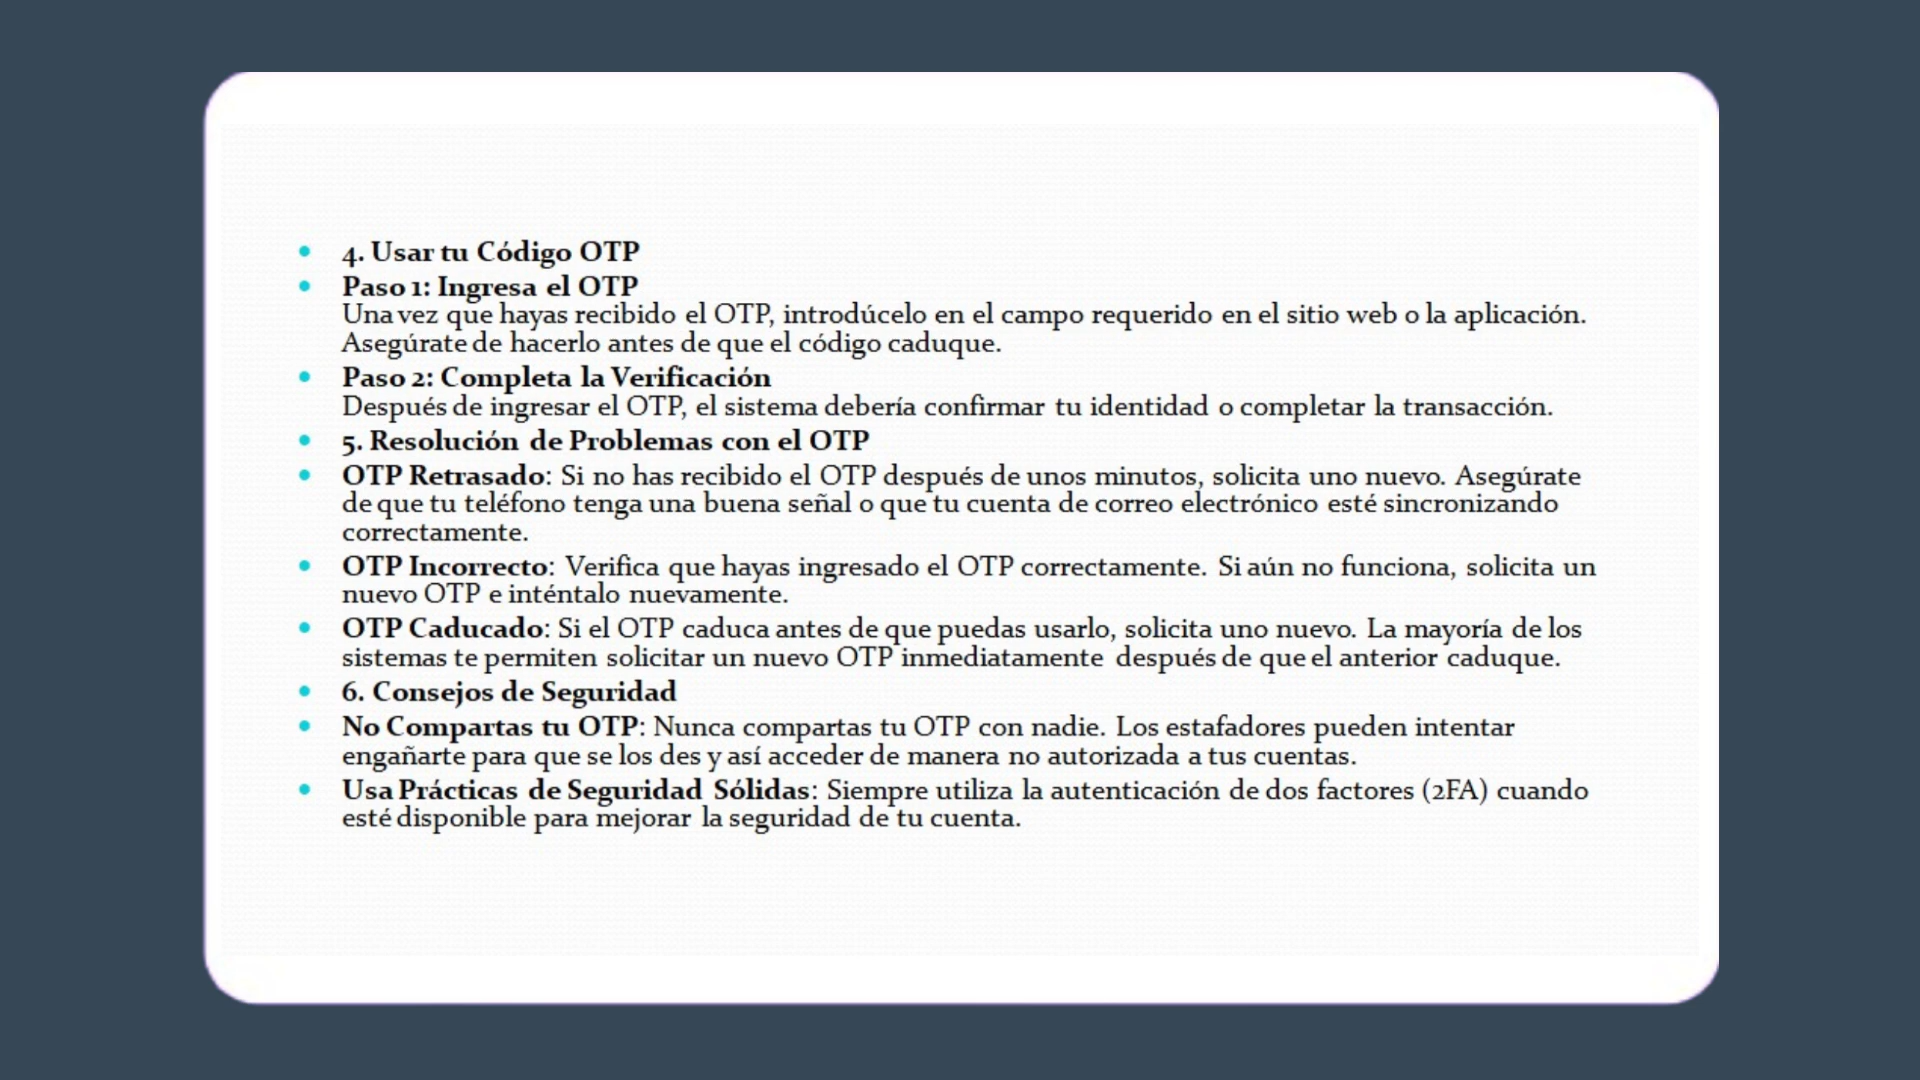 • 4. Usar tu Código OTP
• Paso 1: Ingresa el OTP
Una vez que hayas recibido el OTP, introdúcelo en el campo requerido en el sitio web o la aplicación.
Asegúrate de hacerlo antes de que el código caduque.
• Paso 2: Completa la Verificación
Después de ingresar el OTP, el sistema debería confirmar tu identidad o completar la transacción.
• 5. Resolución de Problemas con el OTP
• OTP Retrasado: Si no has recibido el OTP después de unos minutos, solicita uno nuevo. Asegúrate
de que tu teléfono tenga una buena señal o que tu cuenta de correo electrónico esté sincronizando
correctamente.
• OTP Incorrecto: Verifica que hayas ingresado el OTP correctamente. Si aún no funciona, solicita un
nuevo OTP e inténtalo nuevamente.
• OTP Caducado: Si el OTP caduca antes de que puedas usarlo, solicita uno nuevo. La mayoría de los
sistemas te permiten solicitar un nuevo OTP inmediatamente después de que el anterior caduque.
• 6. Consejos de Seguridad
• No Compartas tu OTP: Nunca compartas tu OTP con nadie. Los estafadores pueden intentar
engañarte para que se los des y así acceder de manera no autorizada a tus cuentas.
• Usa Prácticas de Seguridad Sólidas: Siempre utiliza la autenticación de dos factores (2FA) cuando
esté disponible para mejorar la seguridad de tu cuenta.